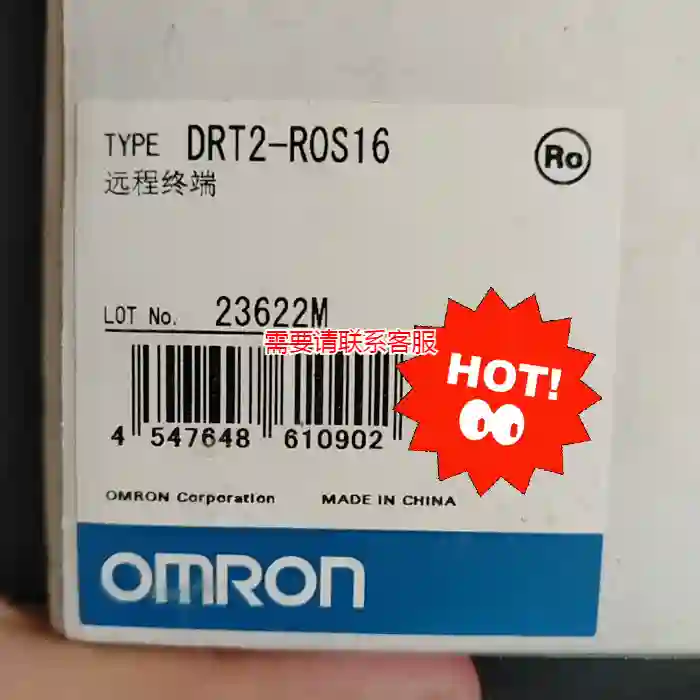 TYPE DRT2-ROS16
Ro
远程终端
LOT No. 23622M
需要请联系客服
HOT!
4 547648 610902
OMRON Corporation MADE IN CHINA
OMRON